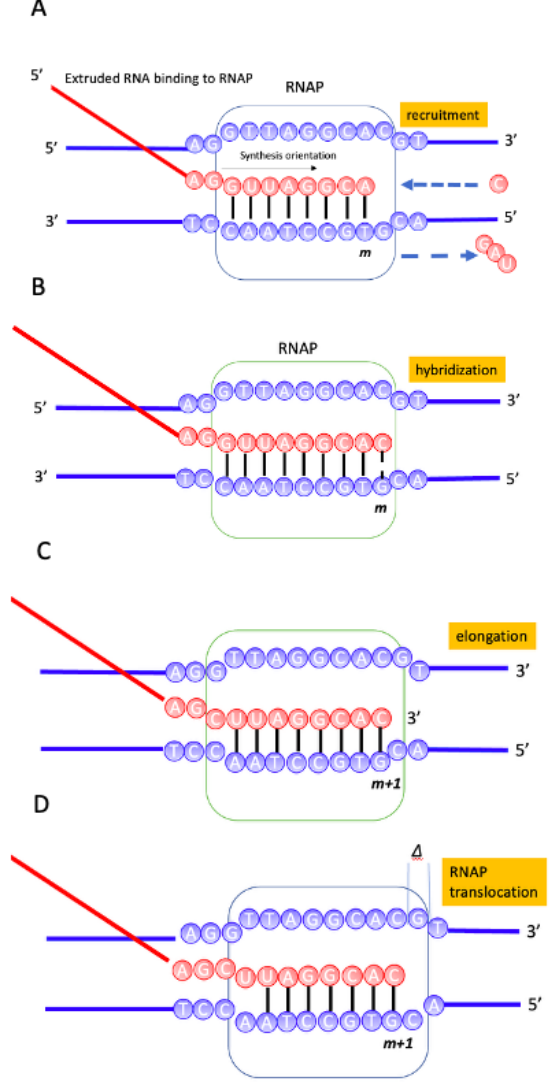 A
5’
Extruded RNA binding to RNAP
RNAP
recruitment
5’
A G G T T A G G C A C G T
3’
Synthesis orientation
A G G U U A G G C A
C
3’
T C C A A T C C G T G C A
5’
m
G A U
B
RNAP
hybridization
5’
A G G T T A G G C A C G T
3’
A G G U U A G G C A C
3’
T C C A A T C C G T G C A
5’
m
C
elongation
A G G T T A G G C A C G T
3’
A G C U U A G G C A C
3’
T C C A A T C C G T G C A
5’
m+1
D
Δ
RNAP
translocation
A G G T T A G G C A C G T
3’
A G C U U A G G C A C
T C C A A T C C G T G C A
5’
m+1